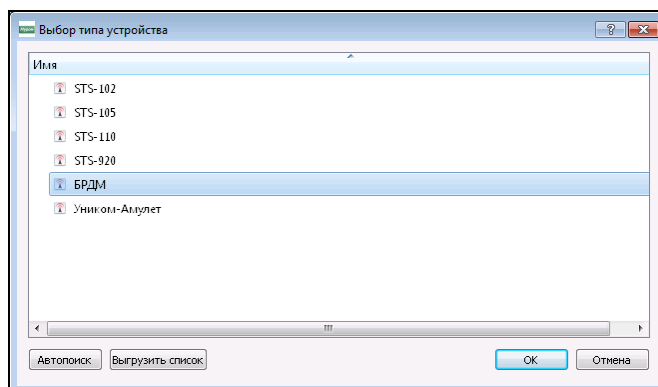 Выбор типа устройства
Имя
STS-102
STS-105
STS-110
STS-920
БРДМ
Уником-Амулет
Автопоиск Выгрузить список OK Отмена